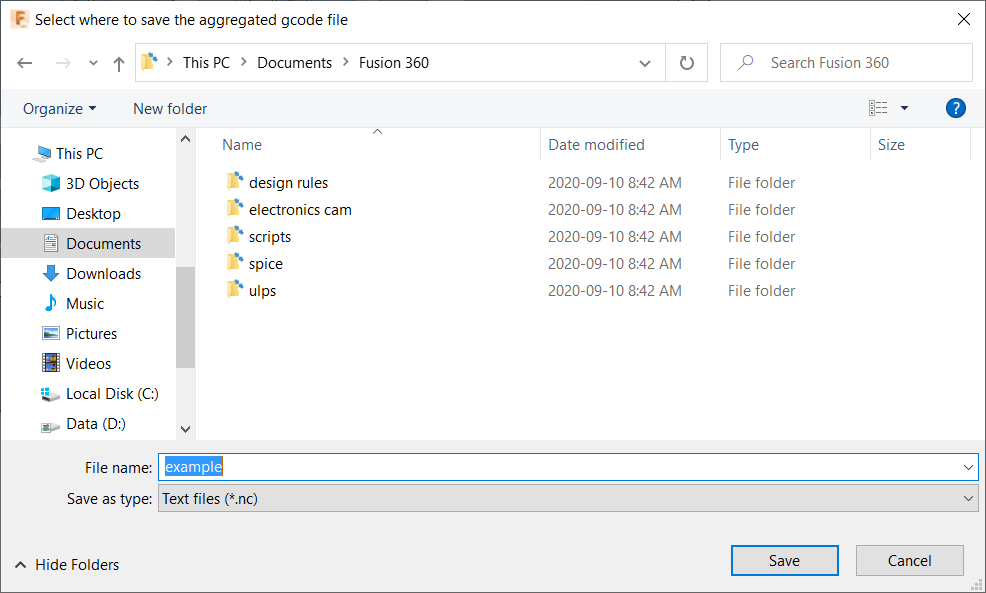 Select where to save the aggregated gcode file
This PC > Documents > Fusion 360
Search Fusion 360
Organize
New folder
?
This PC
3D Objects
Desktop
Documents
Downloads
Music
Pictures
Videos
Local Disk (C:)
Data (D:)
Name Date modified Type Size
design rules 2020-09-10 8:42 AM File folder
electronics cam 2020-09-10 8:42 AM File folder
scripts 2020-09-10 8:42 AM File folder
spice 2020-09-10 8:42 AM File folder
ulps 2020-09-10 8:42 AM File folder
File name: example
Save as type: Text files (*.nc)
Hide Folders
Save
Cancel